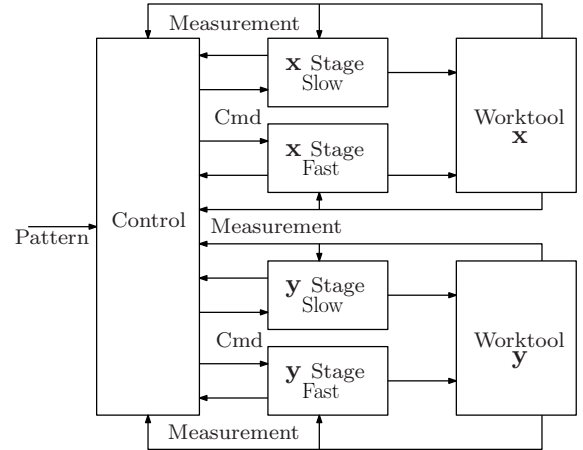 Measurement
x Stage
Slow
Cmd
x Stage
Fast
Worktool
x
Control
Measurement
Pattern
y Stage
Slow
Cmd
y Stage
Fast
Worktool
y
Measurement